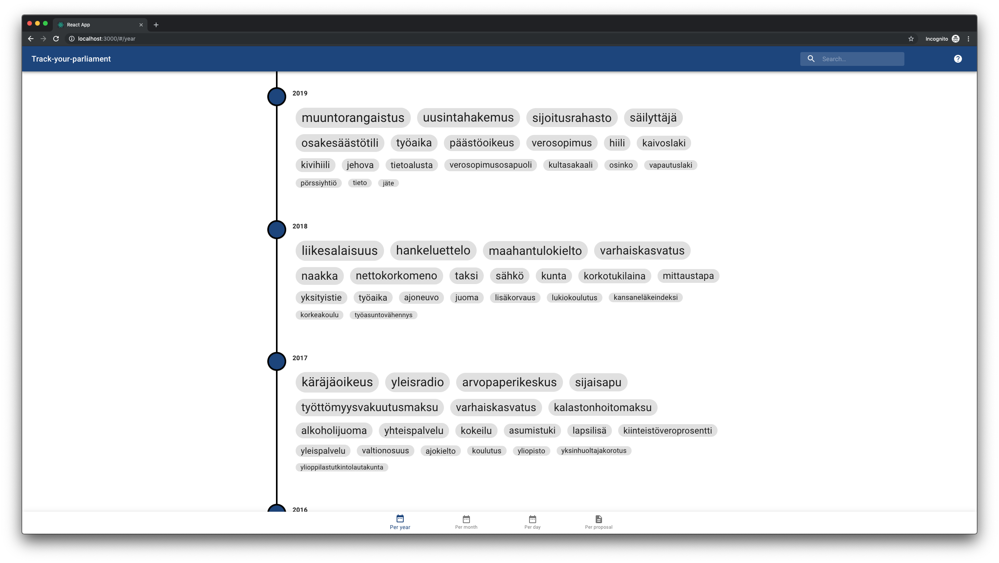 React App
localhost:3000/#/year
Incognito
Track-your-parliament
Search...
2019
muuntorangaistus uusintahakemus sijoitusrahasto säilyttäjä
osakesäästötili työaika päästöoikeus verosopimus hiili kaivoslaki
kivihiili jehova tietoalusta verosopimusosapuoli kultasakaali osinko vapautuslaki
pörssiyhtiö tieto jäte
2018
liikesalaisuus hankeluettelo maahantulokielto varhaiskasvatus
naakka nettokorkomeno taksi sähkö kunta korkotukilaina mittaustapa
yksityistie työaika ajoneuvo juoma lisäkorvaus lukiokoulutus kansaneläkeindeksi
korkeakoulu työasuntovähennys
2017
käräjäoikeus yleisradio arvopaperikeskus sijaisapu
työttömyysvakuutusmaksu varhaiskasvatus kalastonhoitomaksu
alkoholijuoma yhteispalvelu kokeilu asumistuki lapsilisä kiinteistöveroprosentti
yleispalvelu valtionosuus ajokielto koulutus yliopisto yksinhuoltajakorotus
ylioppilastutkintolautakunta
2016
Per year Per month Per day Per proposal